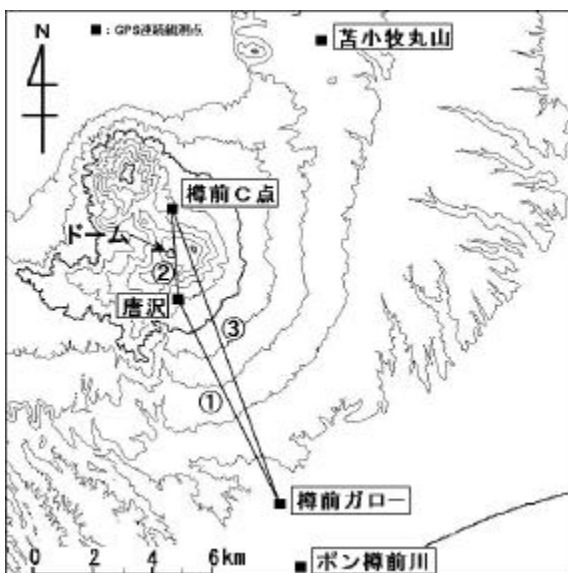 N
■：GPS連続観測点
苫小牧丸山
樽前C点
ドーム
②
唐沢
③
①
樽前ガロー
0 2 4 6km
ポン樽前川